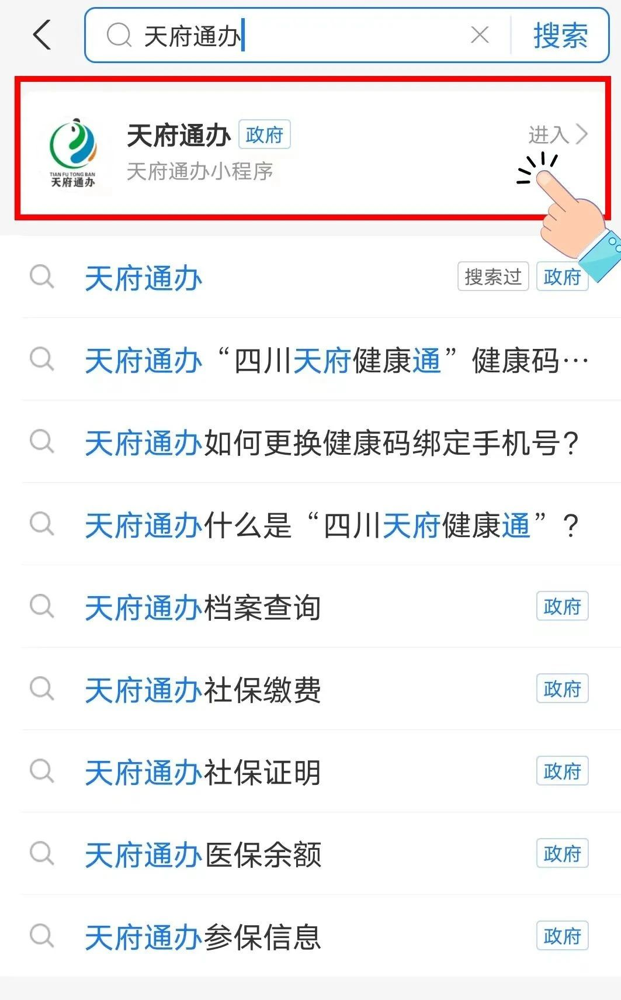 天府通办 搜索
天府通办 政府 进入
天府通办小程序
TIAN FU TONG BAN
天府通办
天府通办 搜索过 政府
天府通办“四川天府健康通”健康码…
天府通办如何更换健康码绑定手机号?
天府通办什么是“四川天府健康通”?
天府通办档案查询 政府
天府通办社保缴费 政府
天府通办社保证明 政府
天府通办医保余额 政府
天府通办参保信息 政府